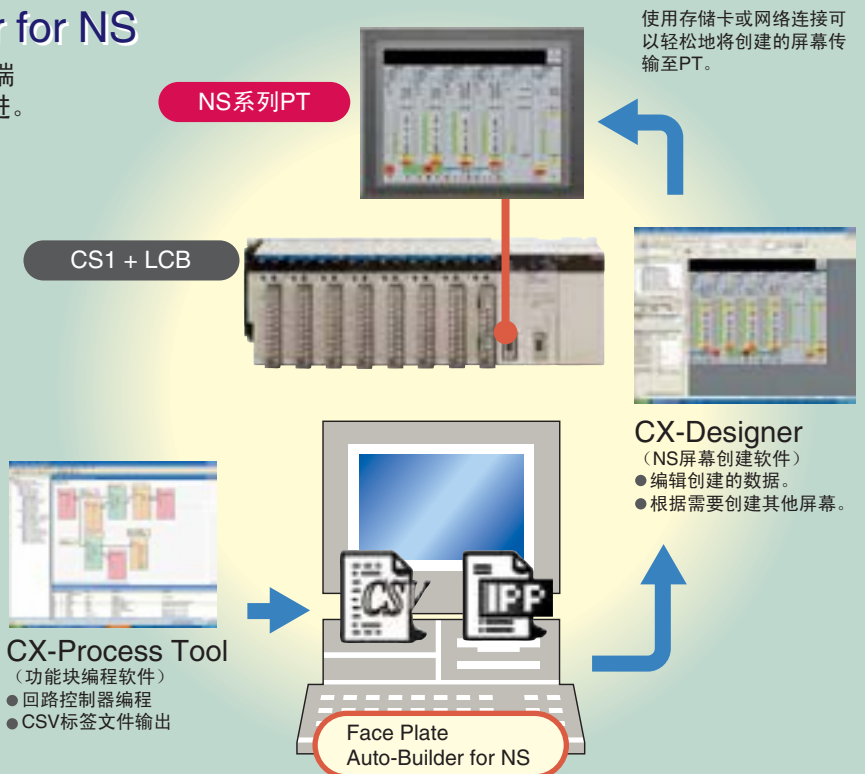 r for NS
端
进。
使用存储卡或网络连接可
以轻松地将创建的屏幕传
输至PT。
NS系列PT
CS1 + LCB
CX-Designer
（NS屏幕创建软件）
●编辑创建的数据。
●根据需要创建其他屏幕。
CSV
IPP
CX-Process Tool
（功能块编程软件）
●回路控制器编程
●CSV标签文件输出
Face Plate
Auto-Builder for NS